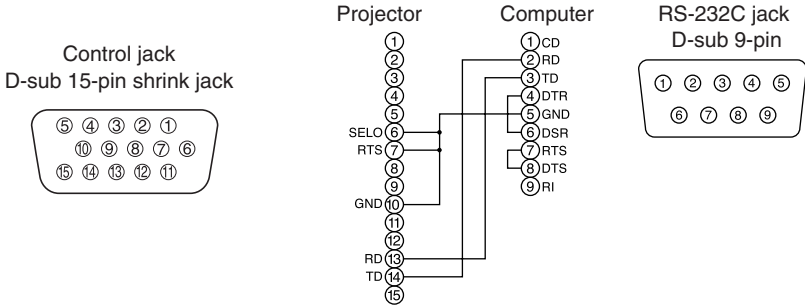 Control jack
D-sub 15-pin shrink jack
⑤ ④ ③ ② ①
⑩ ⑨ ⑧ ⑦ ⑥
⑮ ⑭ ⑬ ⑫ ⑪
Projector
①
②
③
④
⑤
SELO ⑥
RTS ⑦
⑧
⑨
GND ⑩
⑪
⑫
RD ⑬
TD ⑭
⑮
Computer
① CD
② RD
③ TD
④ DTR
⑤ GND
⑥ DSR
⑦ RTS
⑧ DTS
⑨ RI
RS-232C jack
D-sub 9-pin
① ② ③ ④ ⑤
⑥ ⑦ ⑧ ⑨